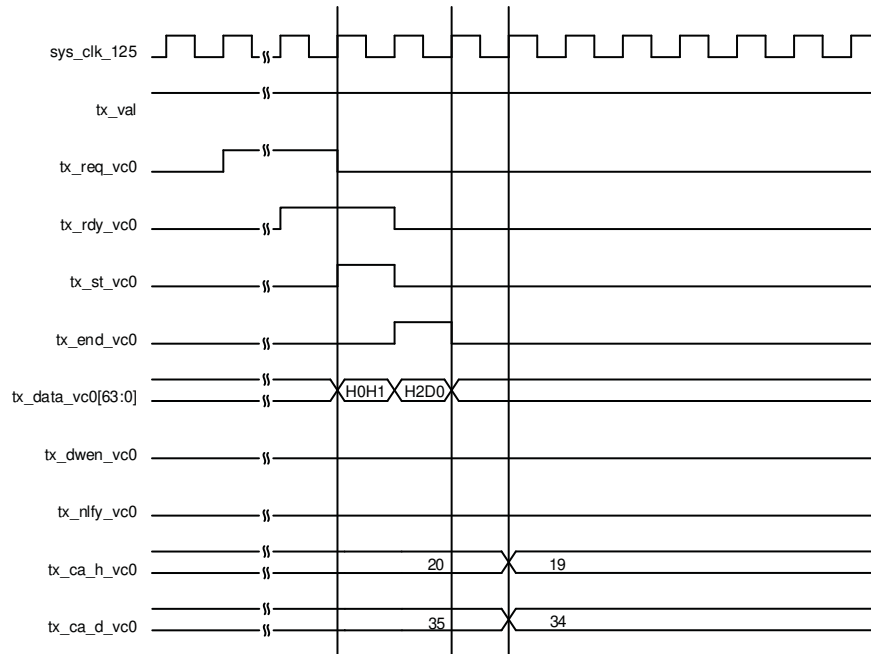 sys_clk_125
tx_val
tx_req_vc0
tx_rdy_vc0
tx_st_vc0
tx_end_vc0
tx_data_vc0[63:0] H0H1 H2D0
tx_dwen_vc0
tx_nlfy_vc0
tx_ca_h_vc0 20 19
tx_ca_d_vc0 35 34